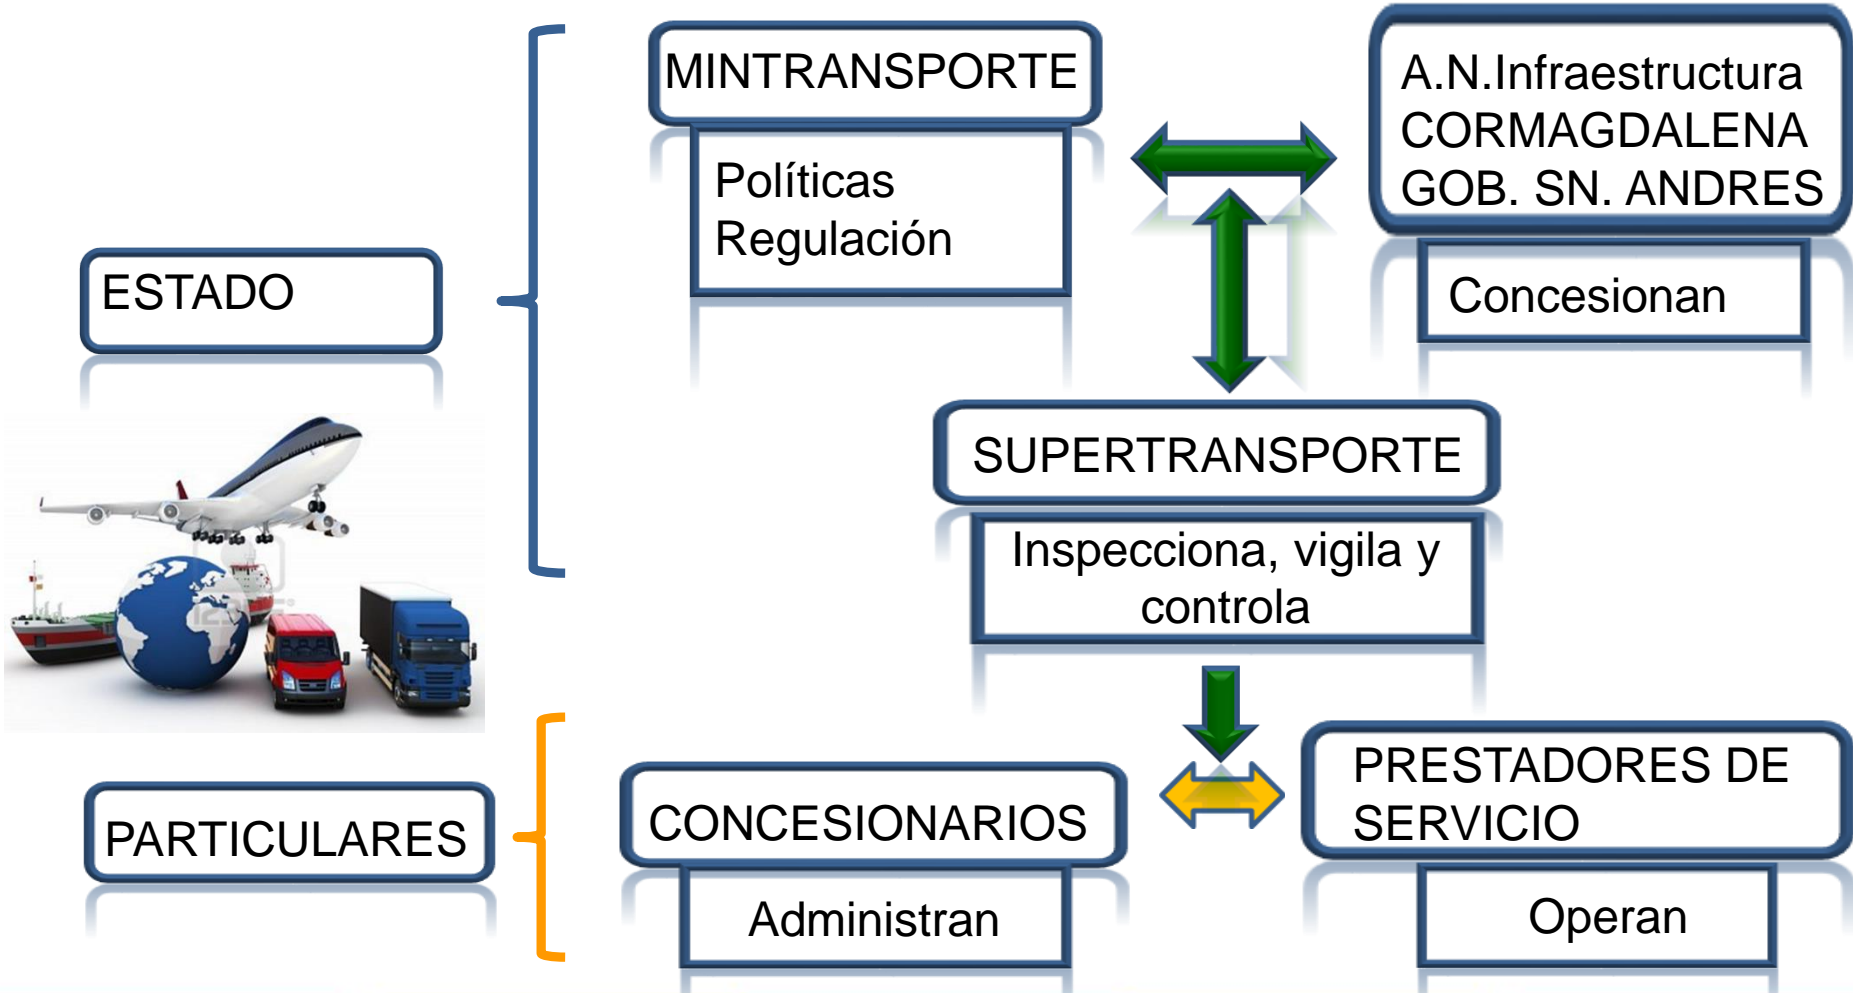 MINTRANSPORTE
Políticas
Regulación
A.N.Infraestructura
CORMAGDALENA
GOB. SN. ANDRES
Concesionan
ESTADO
SUPERTRANSPORTE
Inspecciona, vigila y
controla
PARTICULARES
CONCESIONARIOS
Administran
PRESTADORES DE
SERVICIO
Operan